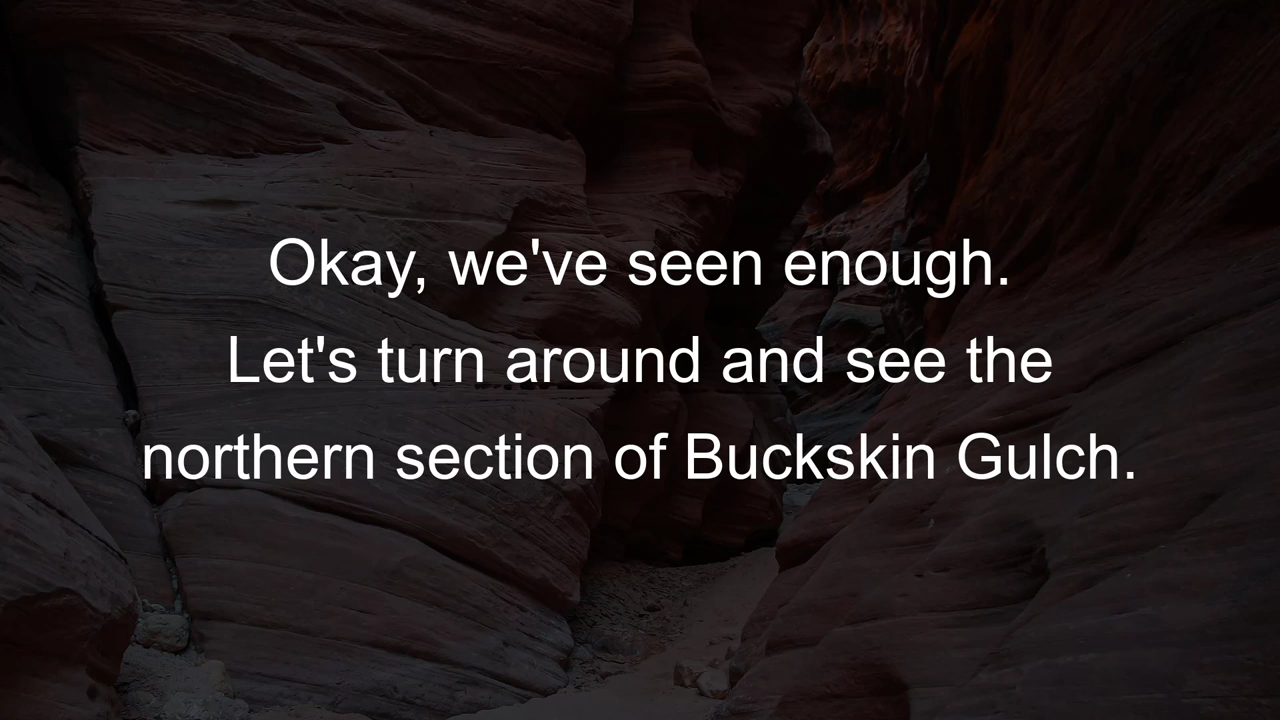 Okay, we've seen enough.
Let's turn around and see the
northern section of Buckskin Gulch.